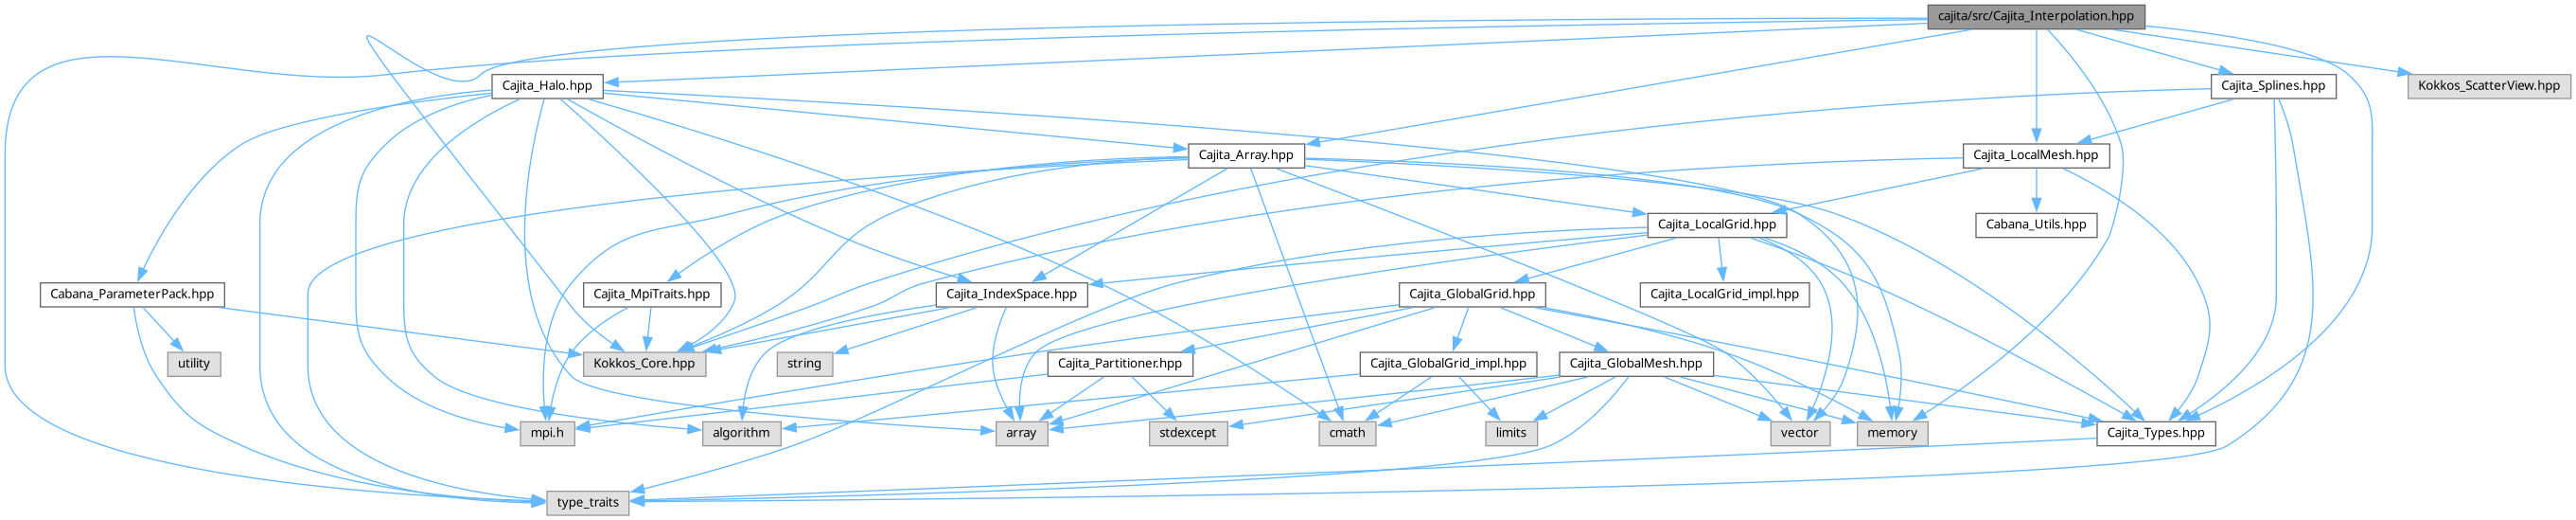 cajita/src/Cajita_Interpolation.hpp
Cajita_Halo.hpp
Cajita_Splines.hpp
Kokkos_ScatterView.hpp
Cajita_Array.hpp
Cajita_LocalMesh.hpp
Cajita_LocalGrid.hpp
Cabana_Utils.hpp
Cabana_ParameterPack.hpp
Cajita_MpiTraits.hpp
Cajita_IndexSpace.hpp
Cajita_GlobalGrid.hpp
Cajita_LocalGrid_impl.hpp
utility
Kokkos_Core.hpp
string
Cajita_Partitioner.hpp
Cajita_GlobalGrid_impl.hpp
Cajita_GlobalMesh.hpp
mpi.h
algorithm
array
stdexcept
cmath
limits
vector
memory
Cajita_Types.hpp
type_traits